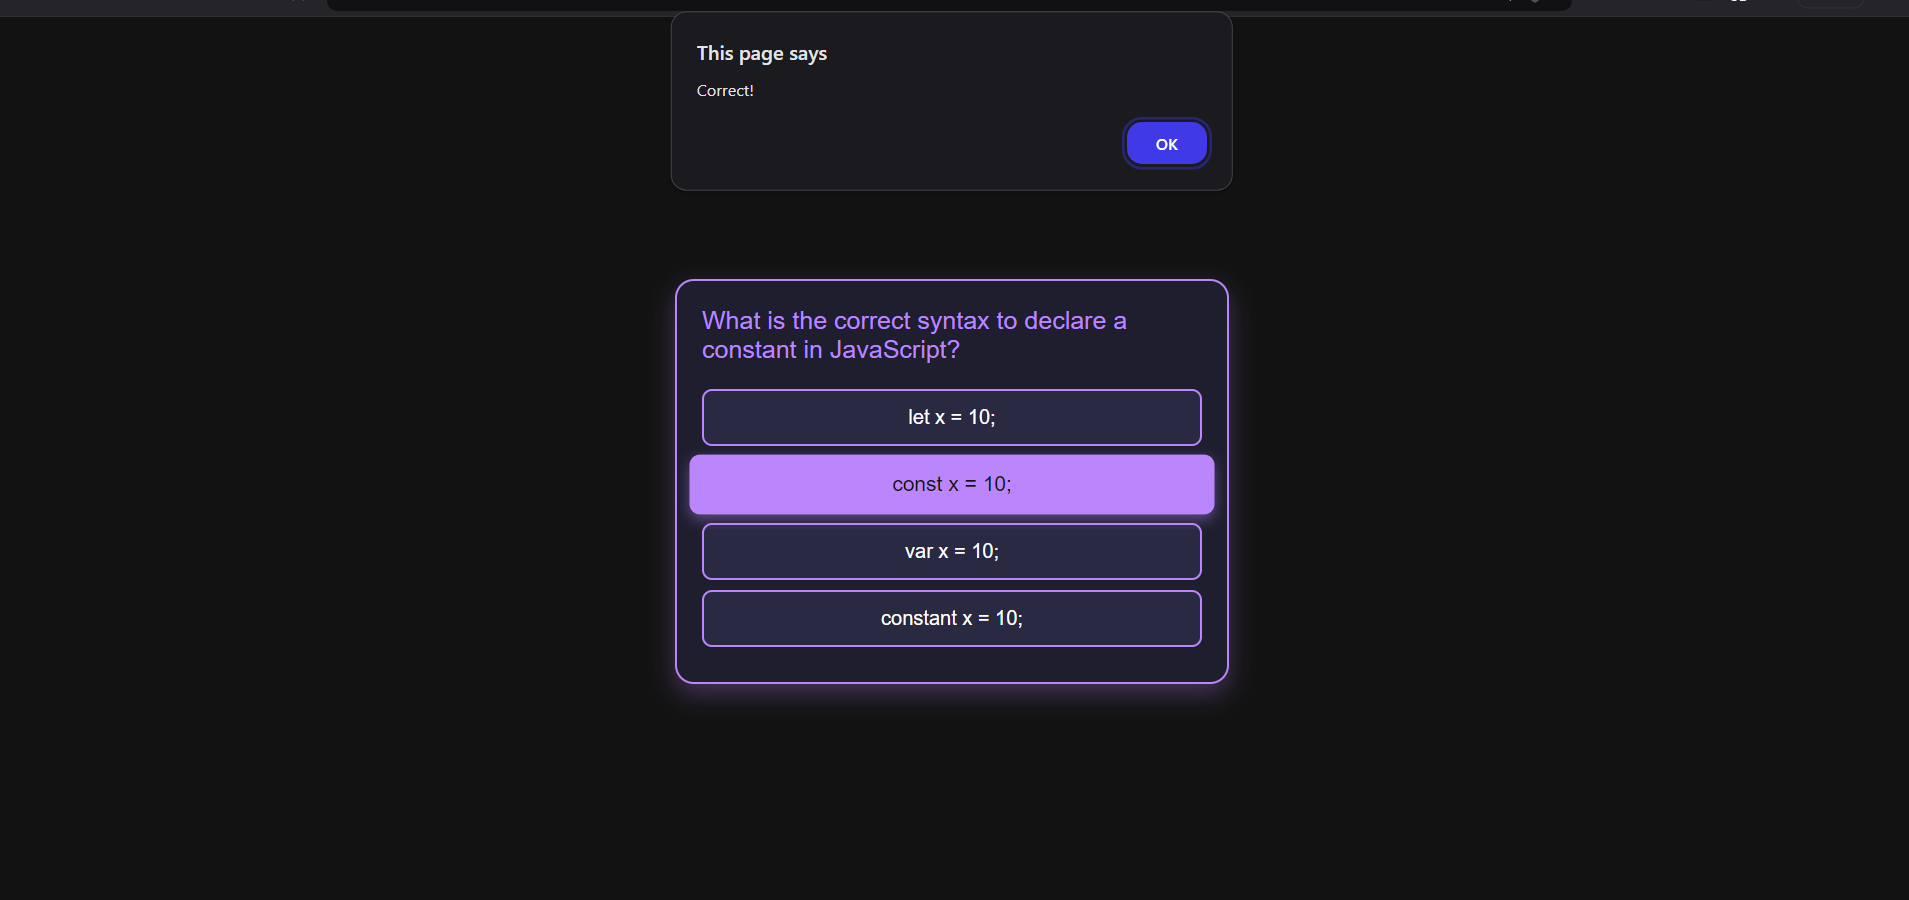 This page says
Correct!
OK
What is the correct syntax to declare a
constant in JavaScript?
let x = 10;
const x = 10;
var x = 10;
constant x = 10;